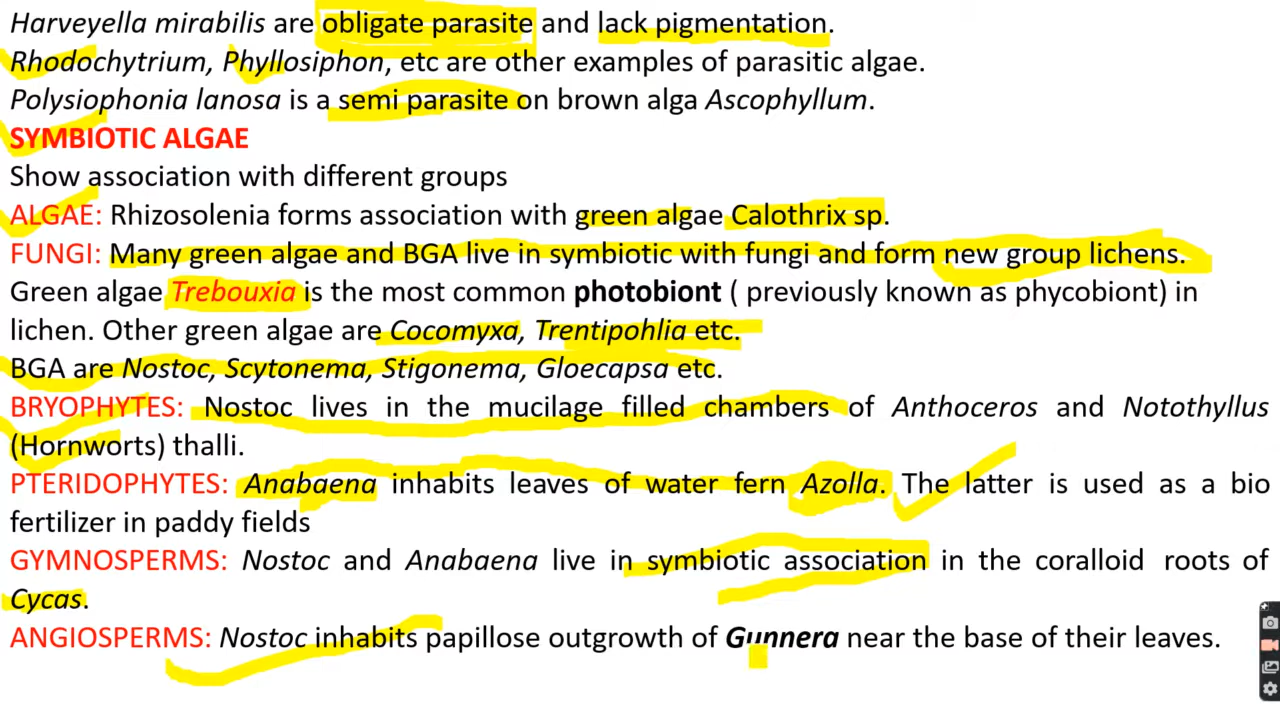 Harveyella mirabilis are obligate parasite and lack pigmentation.
Rhodochytrium, Phyllosiphon, etc are other examples of parasitic algae.
Polysiophonia lanosa is a semi parasite on brown alga Ascophyllum.
SYMBIOTIC ALGAE
Show association with different groups
ALGAE: Rhizosolenia forms association with green algae Calothrix sp.
FUNGI: Many green algae and BGA live in symbiotic with fungi and form new group lichens.
Green algae Trebouxia is the most common photobiont ( previously known as phycobiont) in
lichen. Other green algae are Cocomyxa, Trentipohlia etc.
BGA are Nostoc, Scytonema, Stigonema, Gloecapsa etc.
BRYOPHYTES: Nostoc lives in the mucilage filled chambers of Anthoceros and Notothyllus
(Hornworts) thalli.
PTERIDOPHYTES: Anabaena inhabits leaves of water fern Azolla. The latter is used as a bio
fertilizer in paddy fields
GYMNOSPERMS: Nostoc and Anabaena live in symbiotic association in the coralloid roots of
Cycas.
ANGIOSPERMS: Nostoc inhabits papillose outgrowth of Gunnera near the base of their leaves.